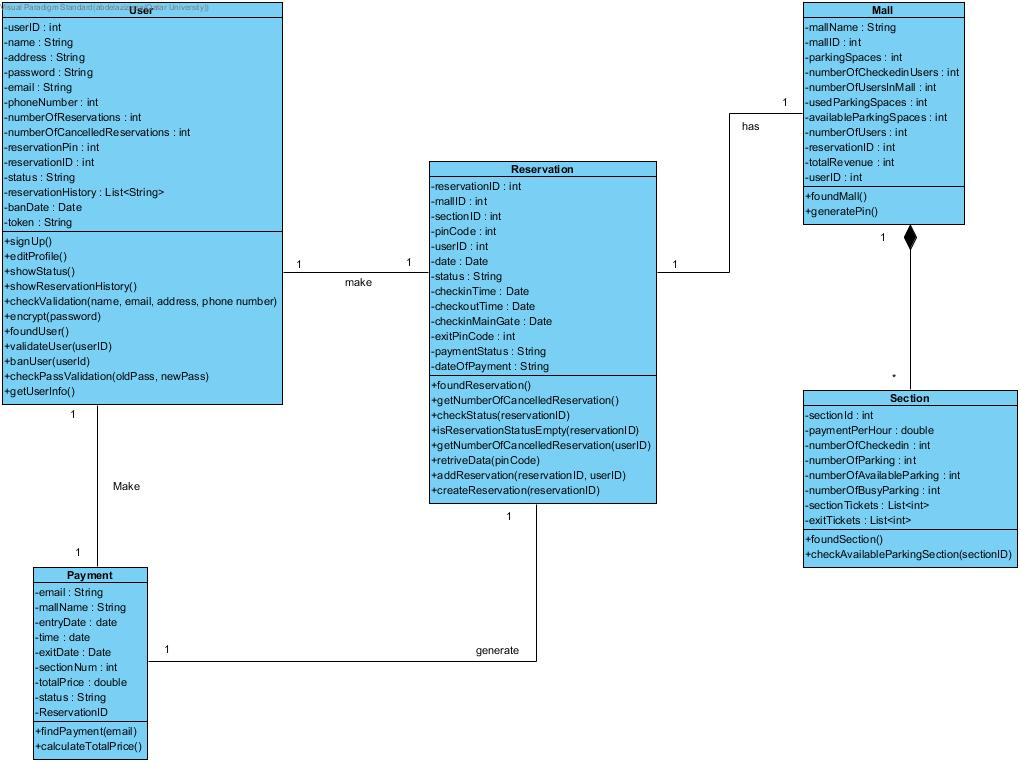 User
-userID : int
-name : String
-address : String
-password : String
-email : String
-phoneNumber : int
-numberOfReservations : int
-numberOfCancelledReservations : int
-reservationPin : int
-reservationID : int
-status : String
-reservationHistory : List<String>
-banDate : Date
-token : String
+signUp()
+editProfile()
+showStatus()
+showReservationHistory()
+checkValidation(name, email, address, phone number)
+encrypt(password)
+foundUser()
+validateUser(userID)
+banUser(userId)
+checkPassValidation(oldPass, newPass)
+getUserInfo()
1
1
make
1
Reservation
-reservationID : int
-mallID : int
-sectionID : int
-pinCode : int
-userID : int
-date : Date
-status : String
-checkinTime : Date
-checkoutTime : Date
-checkinMainGate : Date
-exitPinCode : int
-paymentStatus : String
-dateOfPayment : String
+foundReservation()
+getNumberOfCancelledReservation()
+checkStatus(reservationID)
+isReservationStatusEmpty(reservationID)
+getNumberOfCancelledReservation(userID)
+retriveData(pinCode)
+addReservation(reservationID, userID)
+createReservation(reservationID)
1
has
1
Mall
-mallName : String
-mallID : int
-parkingSpaces : int
-numberOfCheckedinUsers : int
-numberOfUsersInMall : int
-usedParkingSpaces : int
-availableParkingSpaces : int
-numberOfUsers : int
-reservationID : int
-totalRevenue : int
-userID : int
+foundMall()
+generatePin()
1
*
Section
-sectionId : int
-paymentPerHour : double
-numberOfCheckedin : int
-numberOfParking : int
-numberOfAvailableParking : int
-numberOfBusyParking : int
-sectionTickets : List<int>
-exitTickets : List<int>
+foundSection()
+checkAvailableParkingSection(sectionID)
Make
1
Payment
-email : String
-mallName : String
-entryDate : date
-time : date
-exitDate : Date
-sectionNum : int
-totalPrice : double
-status : String
-ReservationID
+findPayment(email)
+calculateTotalPrice()
1
generate
1